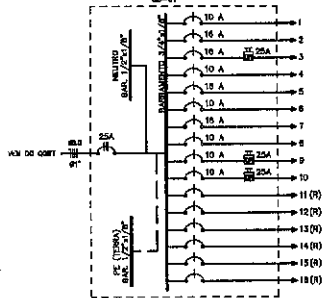 10 A 1
16 A 2
16 A 25A 3
10 A 4
16 A 5
10 A 6
16 A 7
10 A 8
10 A 25A 9
10 A 25A 10
11 (R)
12 (R)
13 (R)
14 (R)
15 (R)
16 (R)
NEUTRO
BAR. 1/2"x1/8"
BARRAMENTO 3/4"x1/8"
25A
VEM DO QGBT
PE (TERRA)
BAR. 1/2"x1/8"